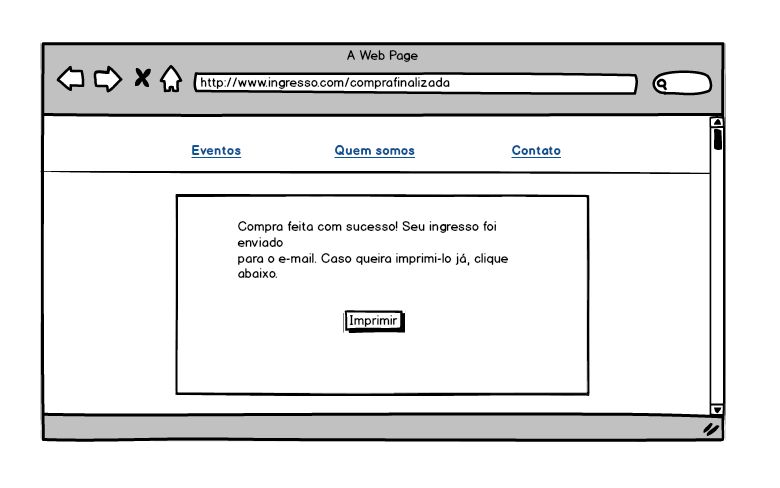 A Web Page
http://www.ingresso.com/comprafinalizada
Eventos
Quem somos
Contato
Compra feita com sucesso! Seu ingresso foi
enviado
para o e-mail. Caso queira imprimi-lo já, clique
abaixo.
Imprimir